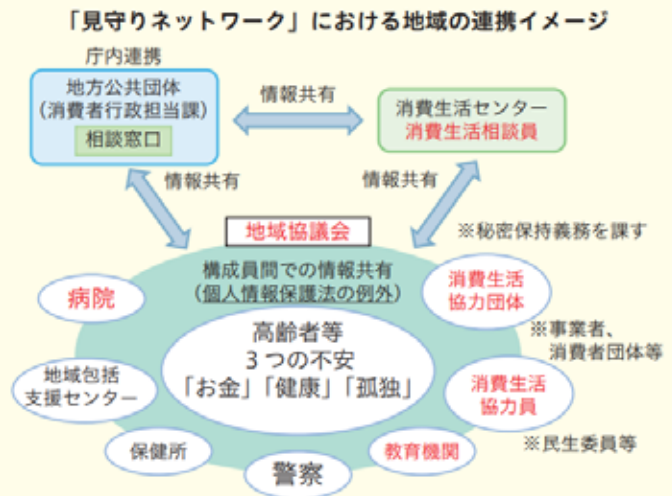 「見守りネットワーク」における地域の連携イメージ
庁内連携
地方公共団体
(消費者行政担当課)
相談窓口
情報共有
消費生活センター
消費生活相談員
情報共有
情報共有
地域協議会
※秘密保持義務を課す
構成員間での情報共有
(個人情報保護法の例外)
病院
消費生活
協力団体
高齢者等
3つの不安
「お金」「健康」「孤独」
※事業者、
消費者団体等
地域包括
支援センター
消費生活
協力員
保健所
警察
教育機関
※民生委員等